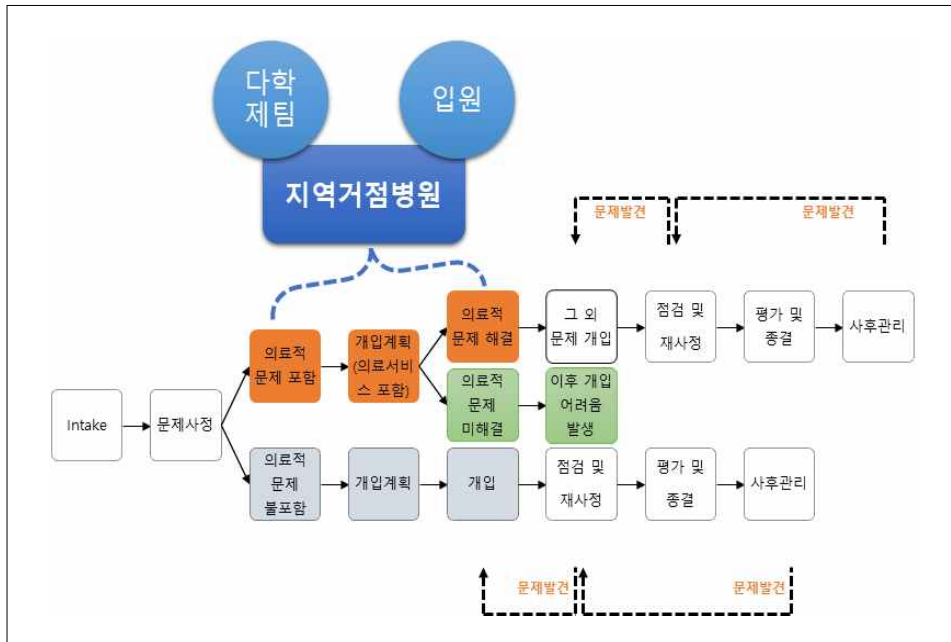 다학
제팀
입원
지역거점병원
문제발견
문제발견
의료적
문제 해결
그 외
문제 개입
점검 및
재사정
평가 및
종결
사후관리
의료적
문제 포함
개입계획
(의료서비
스 포함)
의료적
문제
미해결
이후 개입
어려움
발생
Intake
문제사정
의료적
문제
불포함
개입계획
개입
점검 및
재사정
평가 및
종결
사후관리
문제발견
문제발견